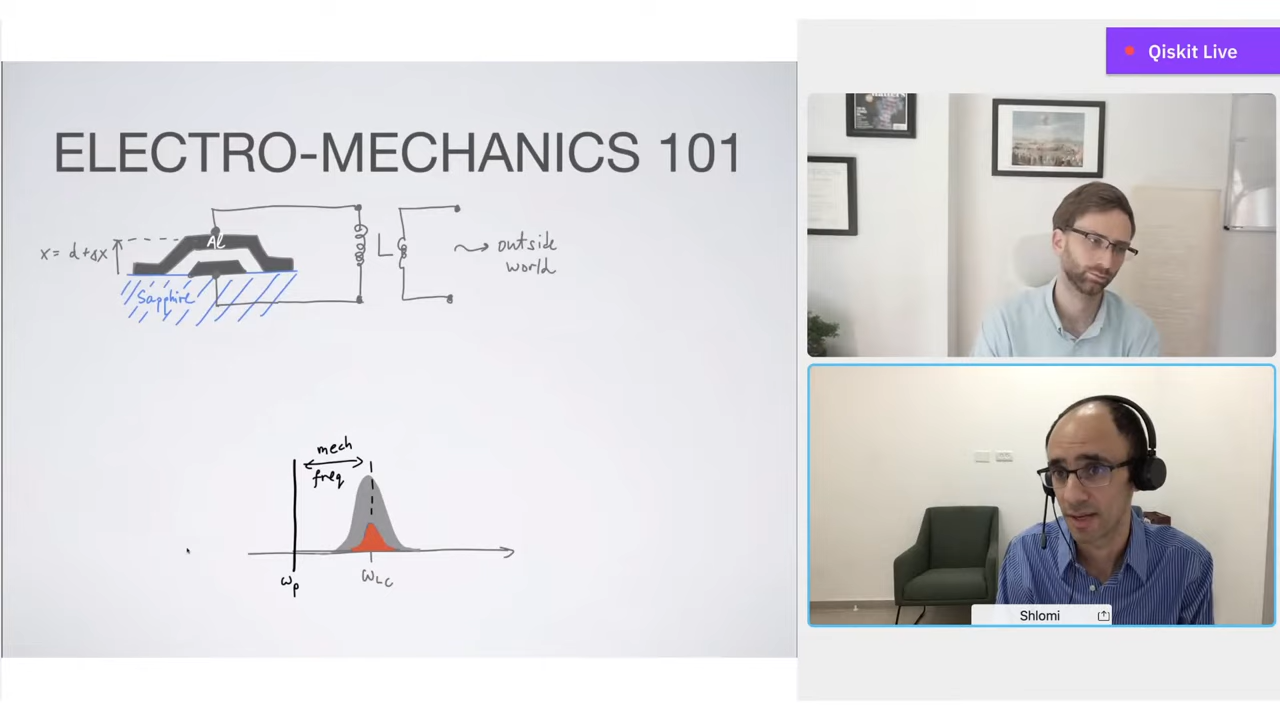 Qiskit Live
ELECTRO-MECHANICS 101
x = d+Δx
Al
L
outside
world
Sapphire
mech
freq
ωp
ωLC
Shlomi